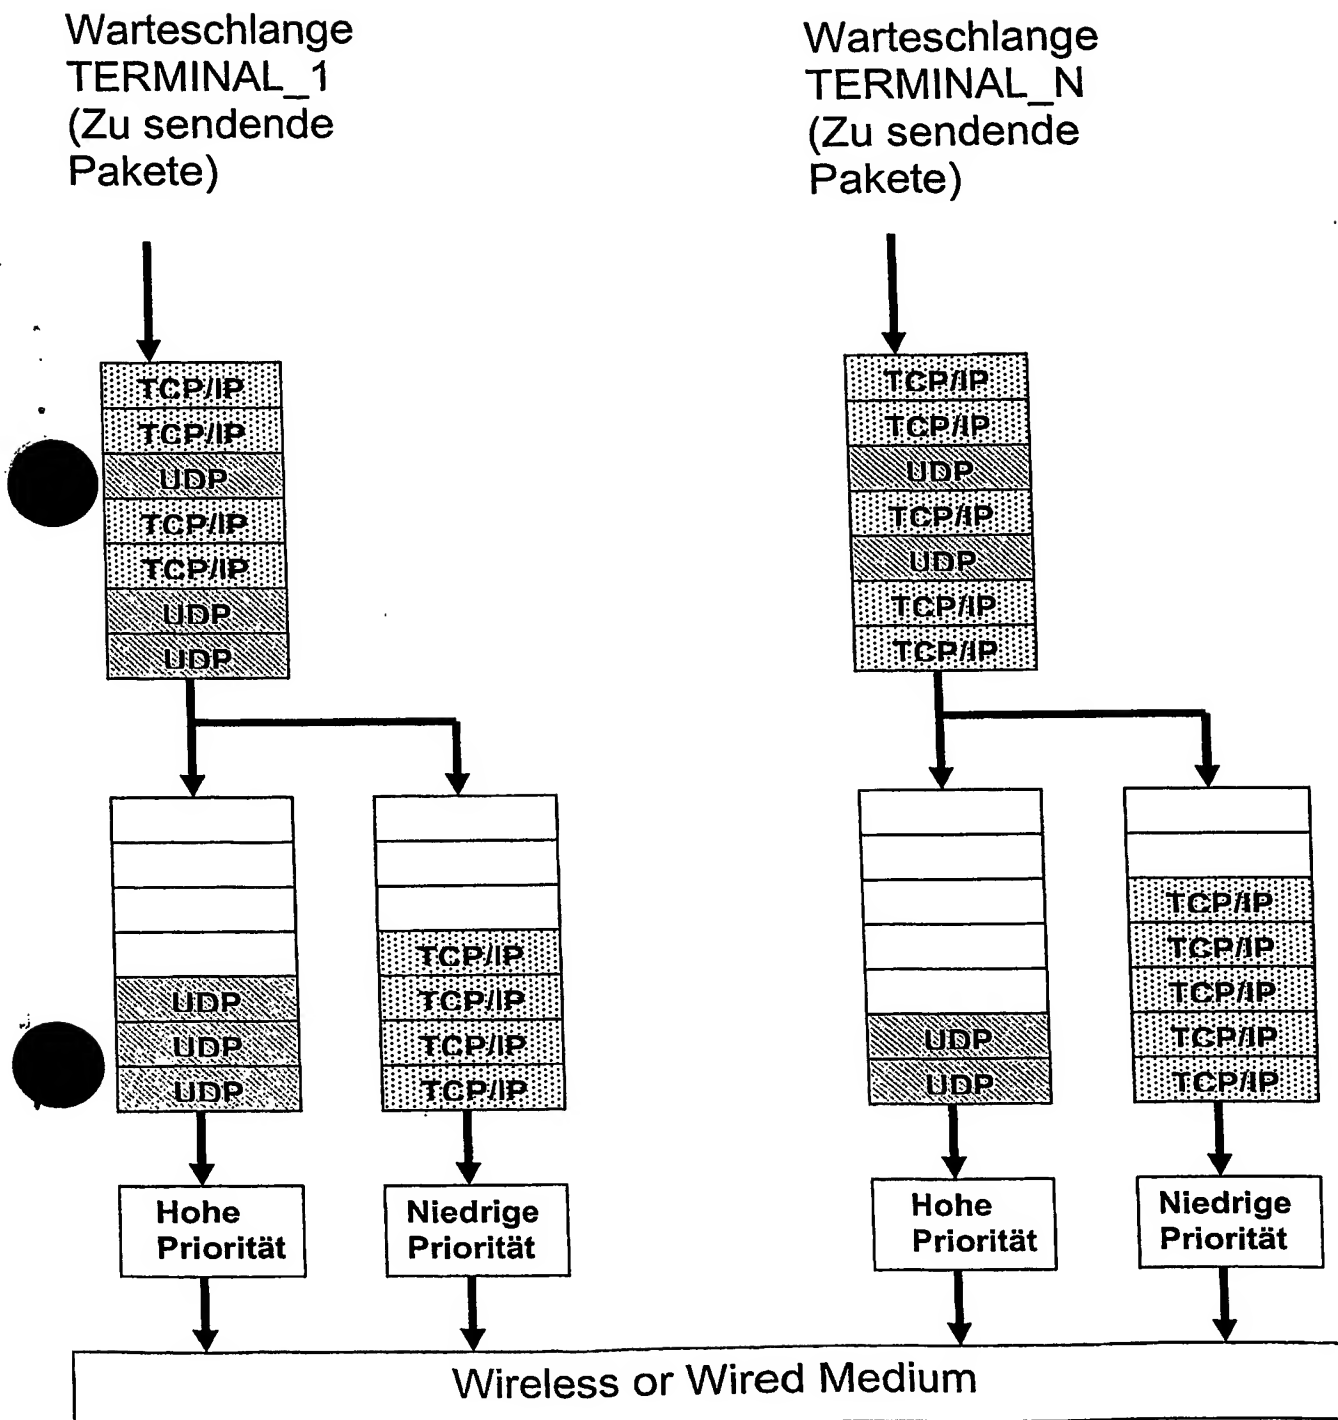 Warteschlange
TERMINAL_1
(Zu sendende
Pakete)
Warteschlange
TERMINAL_N
(Zu sendende
Pakete)
TCP/IP
TCP/IP
UDP
TCP/IP
TCP/IP
UDP
UDP
TCP/IP
TCP/IP
UDP
TCP/IP
UDP
TCP/IP
TCP/IP
UDP
UDP
UDP
TCP/IP
TCP/IP
TCP/IP
TCP/IP
UDP
UDP
TCP/IP
TCP/IP
TCP/IP
TCP/IP
TCP/IP
Hohe
Priorität
Niedrige
Priorität
Hohe
Priorität
Niedrige
Priorität
Wireless or Wired Medium